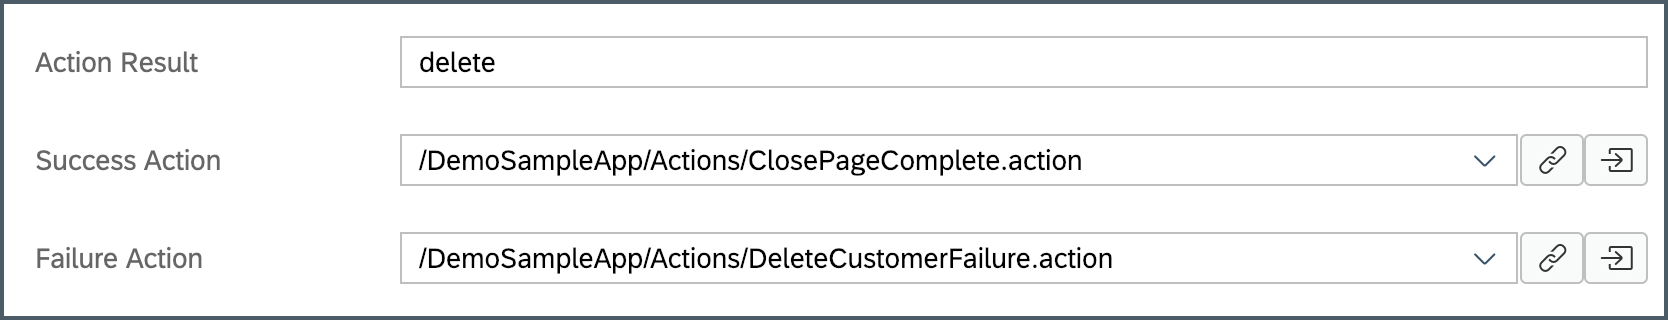 Action Result delete
Success Action /DemoSampleApp/Actions/ClosePageComplete.action
Failure Action /DemoSampleApp/Actions/DeleteCustomerFailure.action